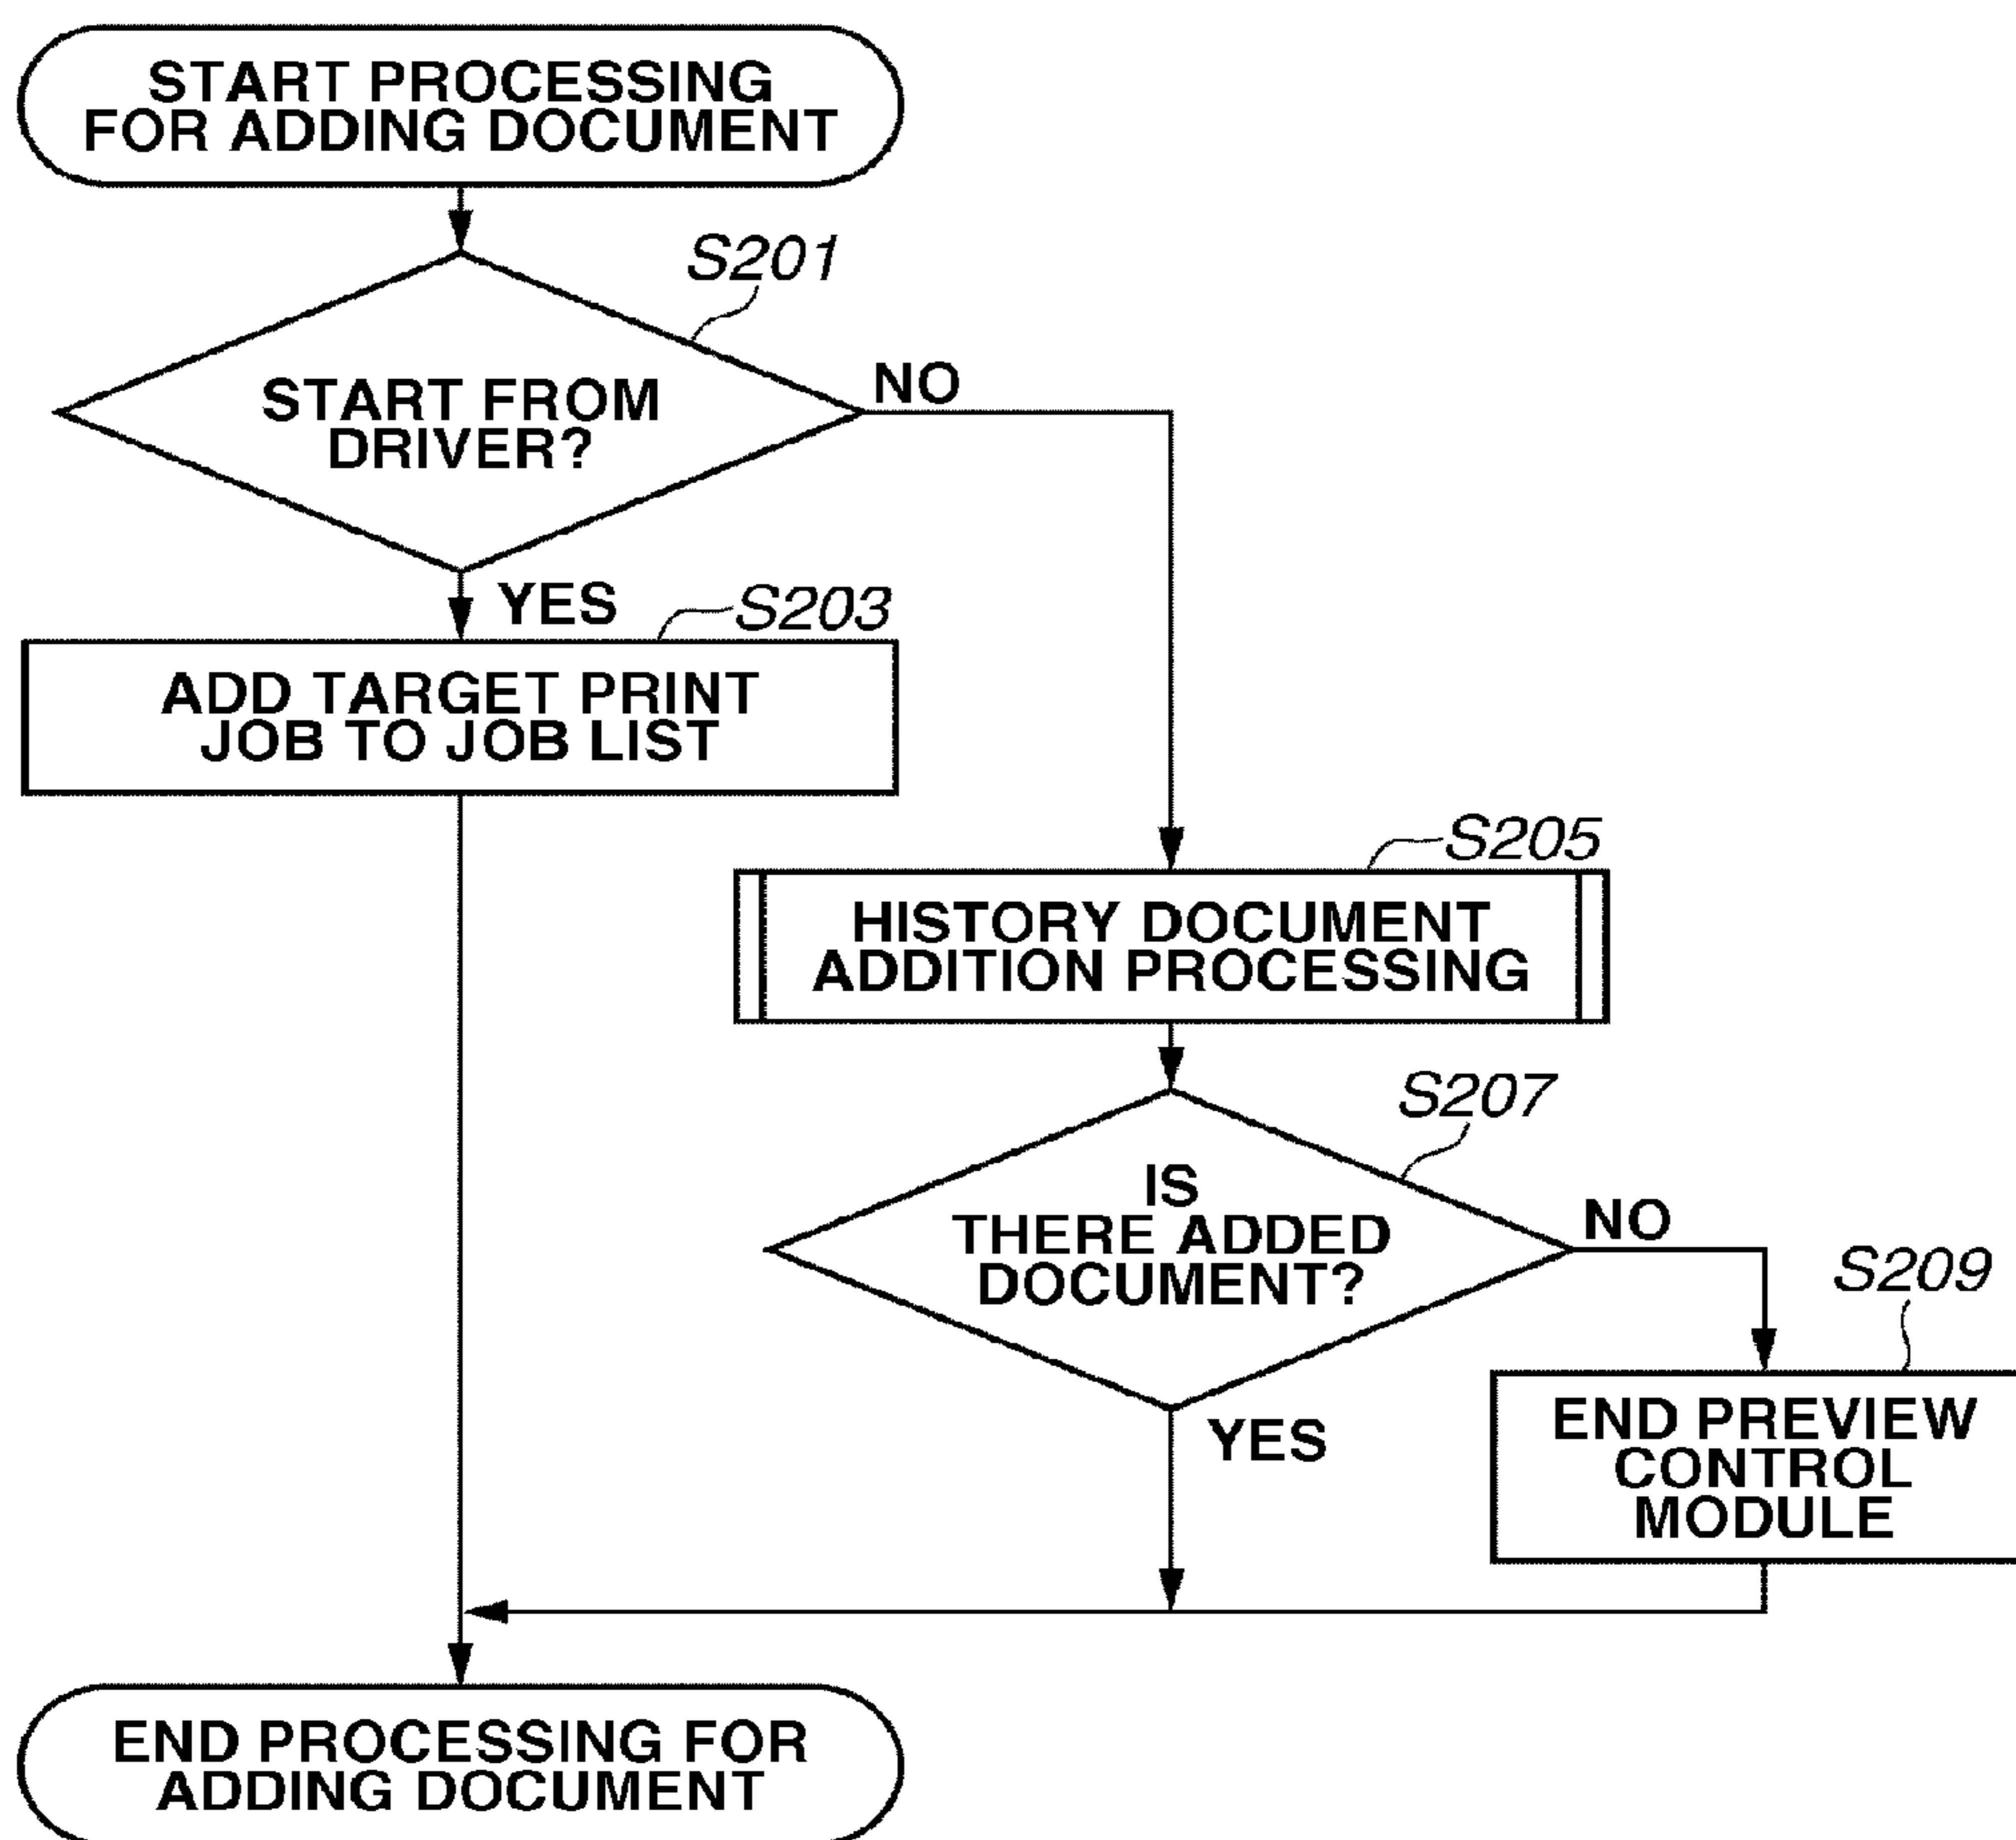 START PROCESSING
FOR ADDING DOCUMENT
S201
START FROM
DRIVER?
NO
YES
S203
ADD TARGET PRINT
JOB TO JOB LIST
S205
HISTORY DOCUMENT
ADDITION PROCESSING
S207
IS
THERE ADDED
DOCUMENT?
NO
YES
S209
END PREVIEW
CONTROL
MODULE
END PROCESSING FOR
ADDING DOCUMENT